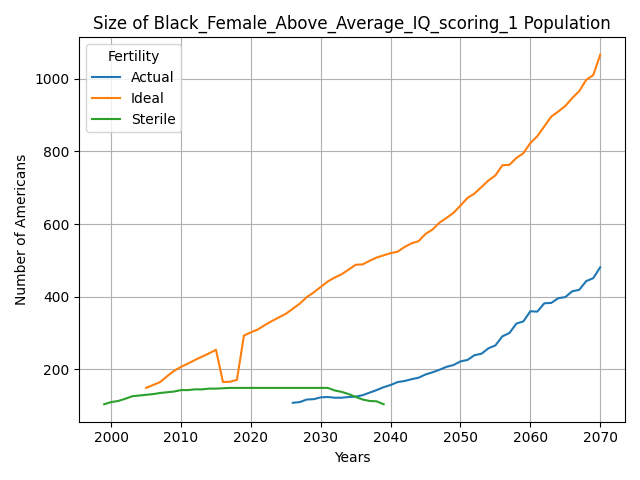 Size of Black_Female_Above_Average_IQ_scoring_1 Population
Fertility
Actual
Ideal
Sterile
Number of Americans
1000
800
600
400
200
2000 2010 2020 2030 2040 2050 2060 2070
Years